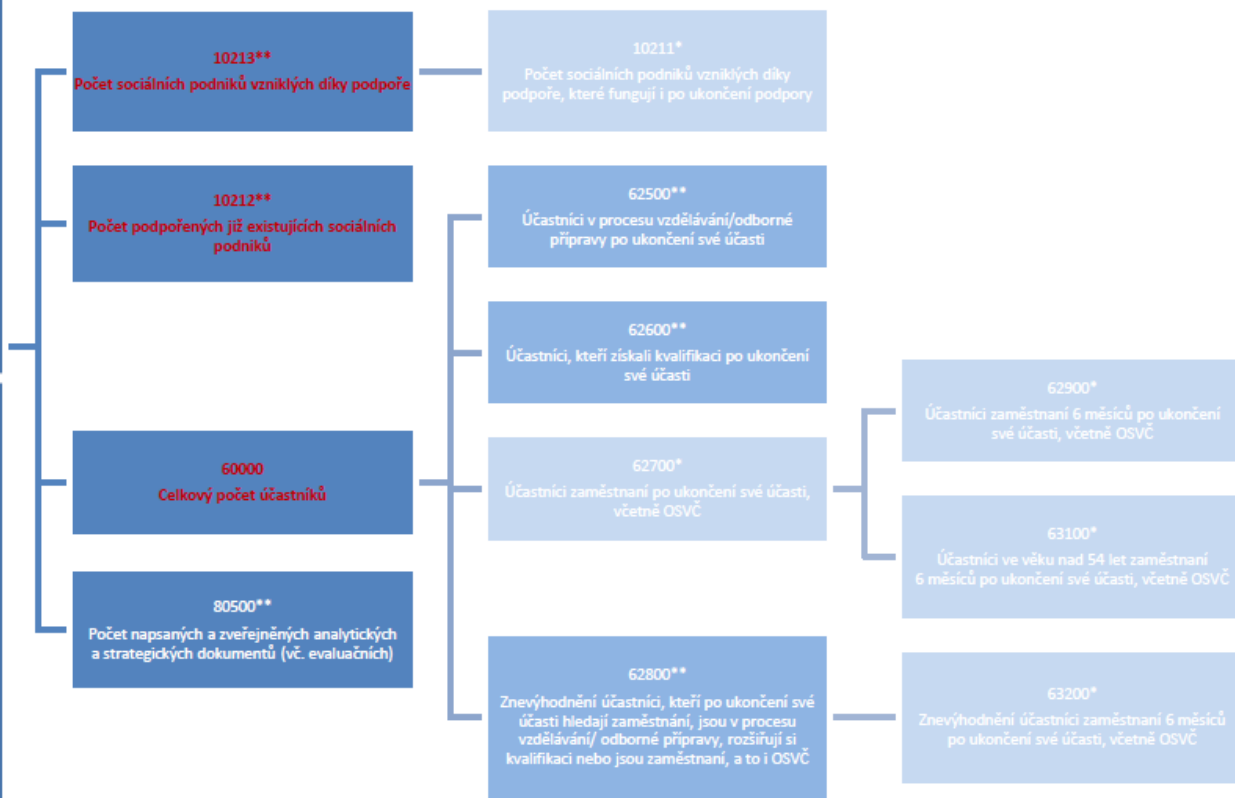 10213**
Počet sociálních podniků vzniklých díky podpoře
10211*
Počet sociálních podniků vzniklých díky
podpoře, které fungují i po ukončení podpory
10212**
Počet podpořených již existujících sociálních
podniků
62500**
Účastníci v procesu vzdělávání/odborné
přípravy po ukončení své účasti
62600**
Účastníci, kteří získali kvalifikaci po ukončení
své účasti
60000
Celkový počet účastníků
62700*
Účastníci zaměstnaní po ukončení své účasti,
včetně OSVČ
62900*
Účastníci zaměstnaní 6 měsíců po ukončení
své účasti, včetně OSVČ
63100*
Účastníci ve věku nad 54 let zaměstnaní
6 měsíců po ukončení své účasti, včetně OSVČ
80500**
Počet napsaných a zveřejněných analytických
a strategických dokumentů (vč. evaluačních)
62800**
Znevýhodnění účastníci, kteří po ukončení své
účasti hledají zaměstnání, jsou v procesu
vzdělávání/ odborné přípravy, rozšiřují si
kvalifikaci nebo jsou zaměstnaní, a to i OSVČ
63200*
Znevýhodnění účastníci zaměstnaní 6 měsíců
po ukončení své účasti, včetně OSVČ